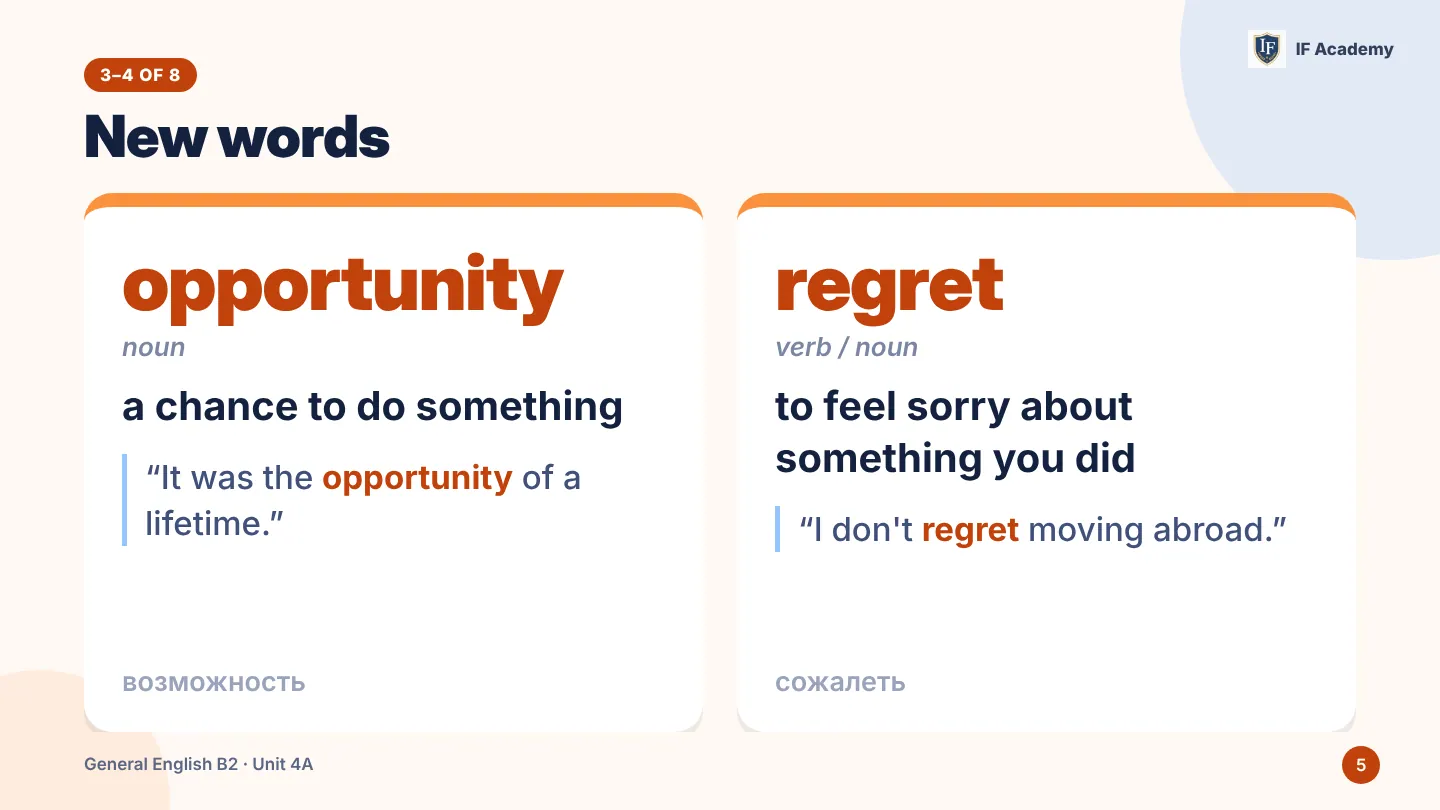 IF
IF Academy
3–4 OF 8
New words
opportunity
noun
a chance to do something
“It was the opportunity of a
lifetime.”
возможность
regret
verb / noun
to feel sorry about
something you did
“I don't regret moving abroad.”
сожалеть
General English B2 · Unit 4A
5